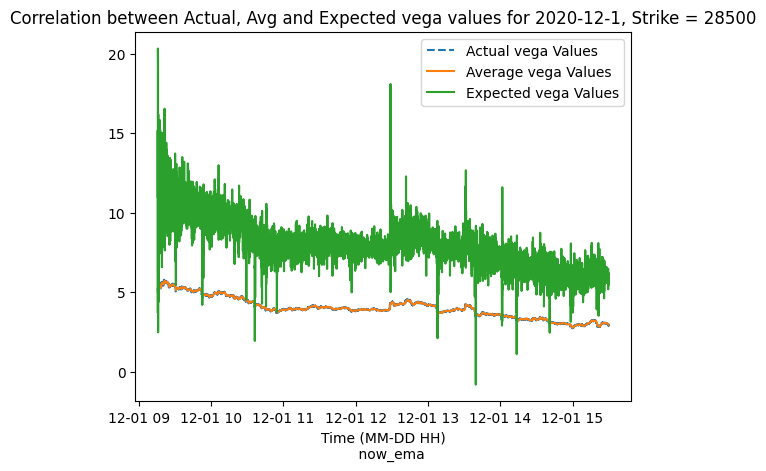 Correlation between Actual, Avg and Expected vega values for 2020-12-1, Strike = 28500
Actual vega Values
Average vega Values
Expected vega Values
20
15
10
5
0
12-01 09 12-01 10 12-01 11 12-01 12 12-01 13 12-01 14 12-01 15
Time (MM-DD HH)
now_ema